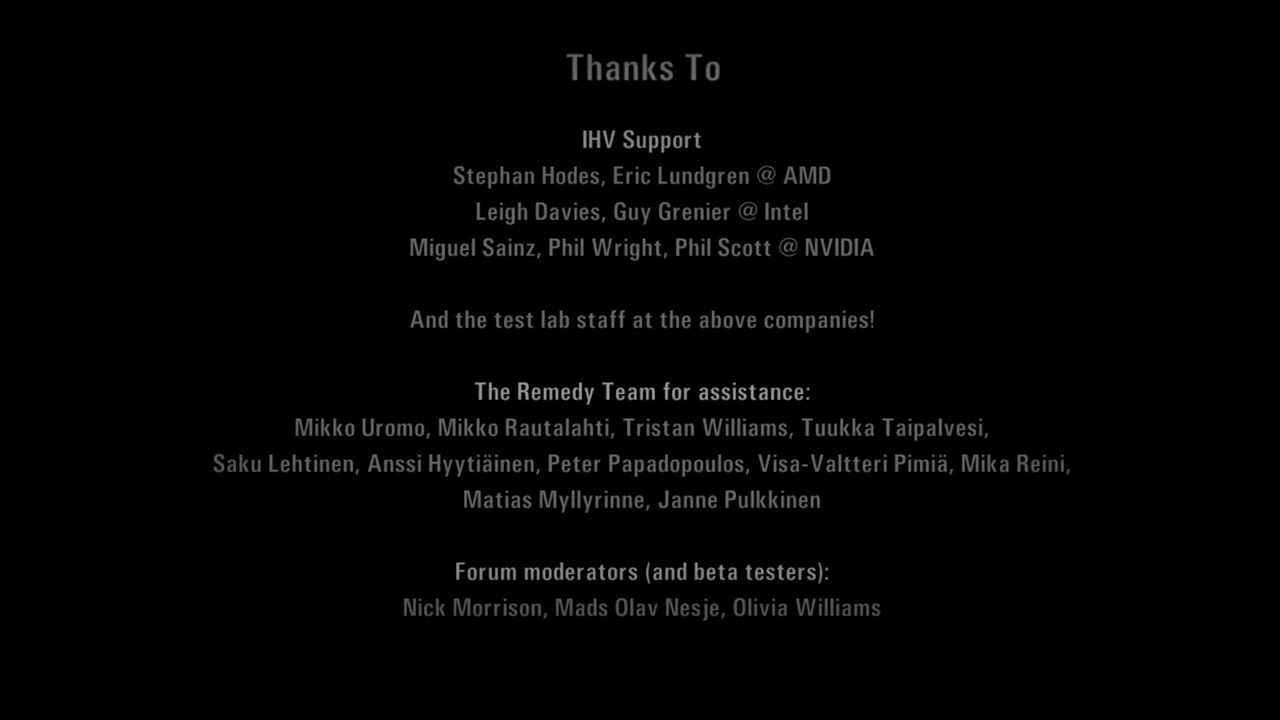 Thanks To
IHV Support
Stephan Hodes, Eric Lundgren @ AMD
Leigh Davies, Guy Grenier @ Intel
Miguel Sainz, Phil Wright, Phil Scott @ NVIDIA
And the test lab staff at the above companies!
The Remedy Team for assistance:
Mikko Uromo, Mikko Rautalahti, Tristan Williams, Tuukka Taipalvesi,
Saku Lehtinen, Anssi Hyytiäinen, Peter Papadopoulos, Visa-Valtteri Pimiä, Mika Reini,
Matias Myllyrinne, Janne Pulkkinen
Forum moderators (and beta testers):
Nick Morrison, Mads Olav Nesje, Olivia Williams